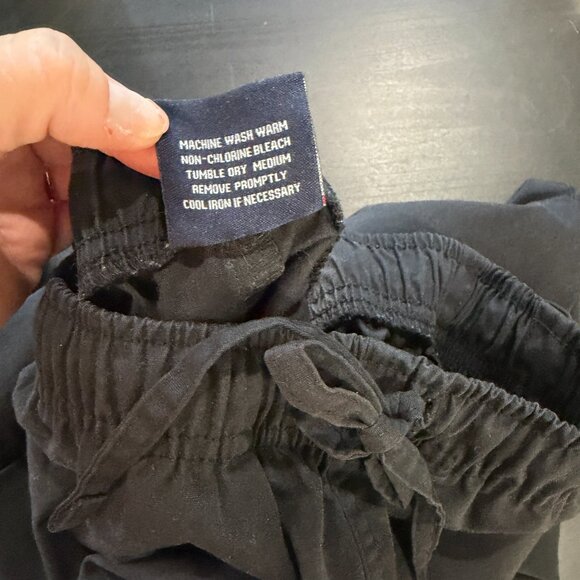 MACHINE WASH WARM
NON-CHLORINE BLEACH
TUMBLE DRY MEDIUM
REMOVE PROMPTLY
COOL IRON IF NECESSARY